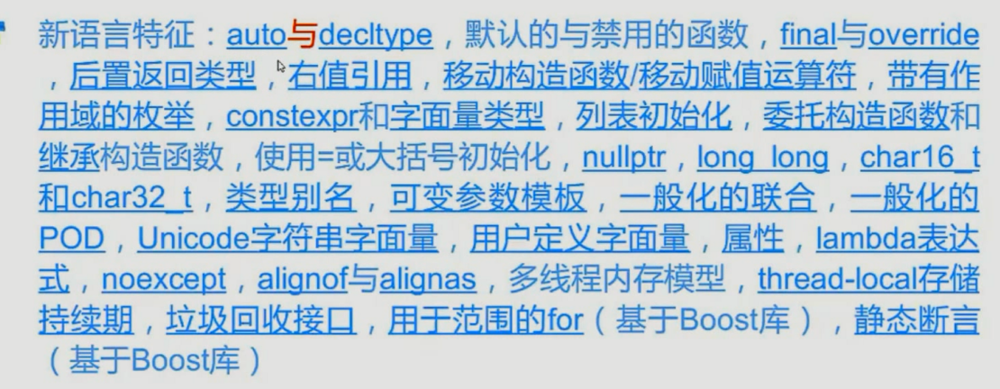 新语言特征：auto与decltype，默认的与禁用的函数，final与override
，后置返回类型，右值引用，移动构造函数/移动赋值运算符，带有作
用域的枚举，constexpr和字面量类型，列表初始化，委托构造函数和
继承构造函数，使用=或大括号初始化，nullptr，long long，char16_t
和char32_t，类型别名，可变参数模板，一般化的联合，一般化的
POD，Unicode字符串字面量，用户定义字面量，属性，lambda表达
式，noexcept，alignof与alignas，多线程内存模型，thread-local存储
持续期，垃圾回收接口，用于范围的for（基于Boost库），静态断言
（基于Boost库）